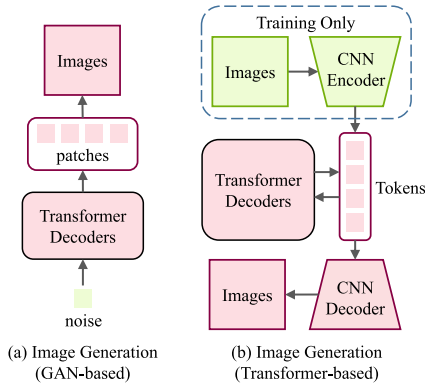 Images
patches
Transformer
Decoders
noise
(a) Image Generation
(GAN-based)
Training Only
Images
CNN
Encoder
Transformer
Decoders
Tokens
Images
CNN
Decoder
(b) Image Generation
(Transformer-based)